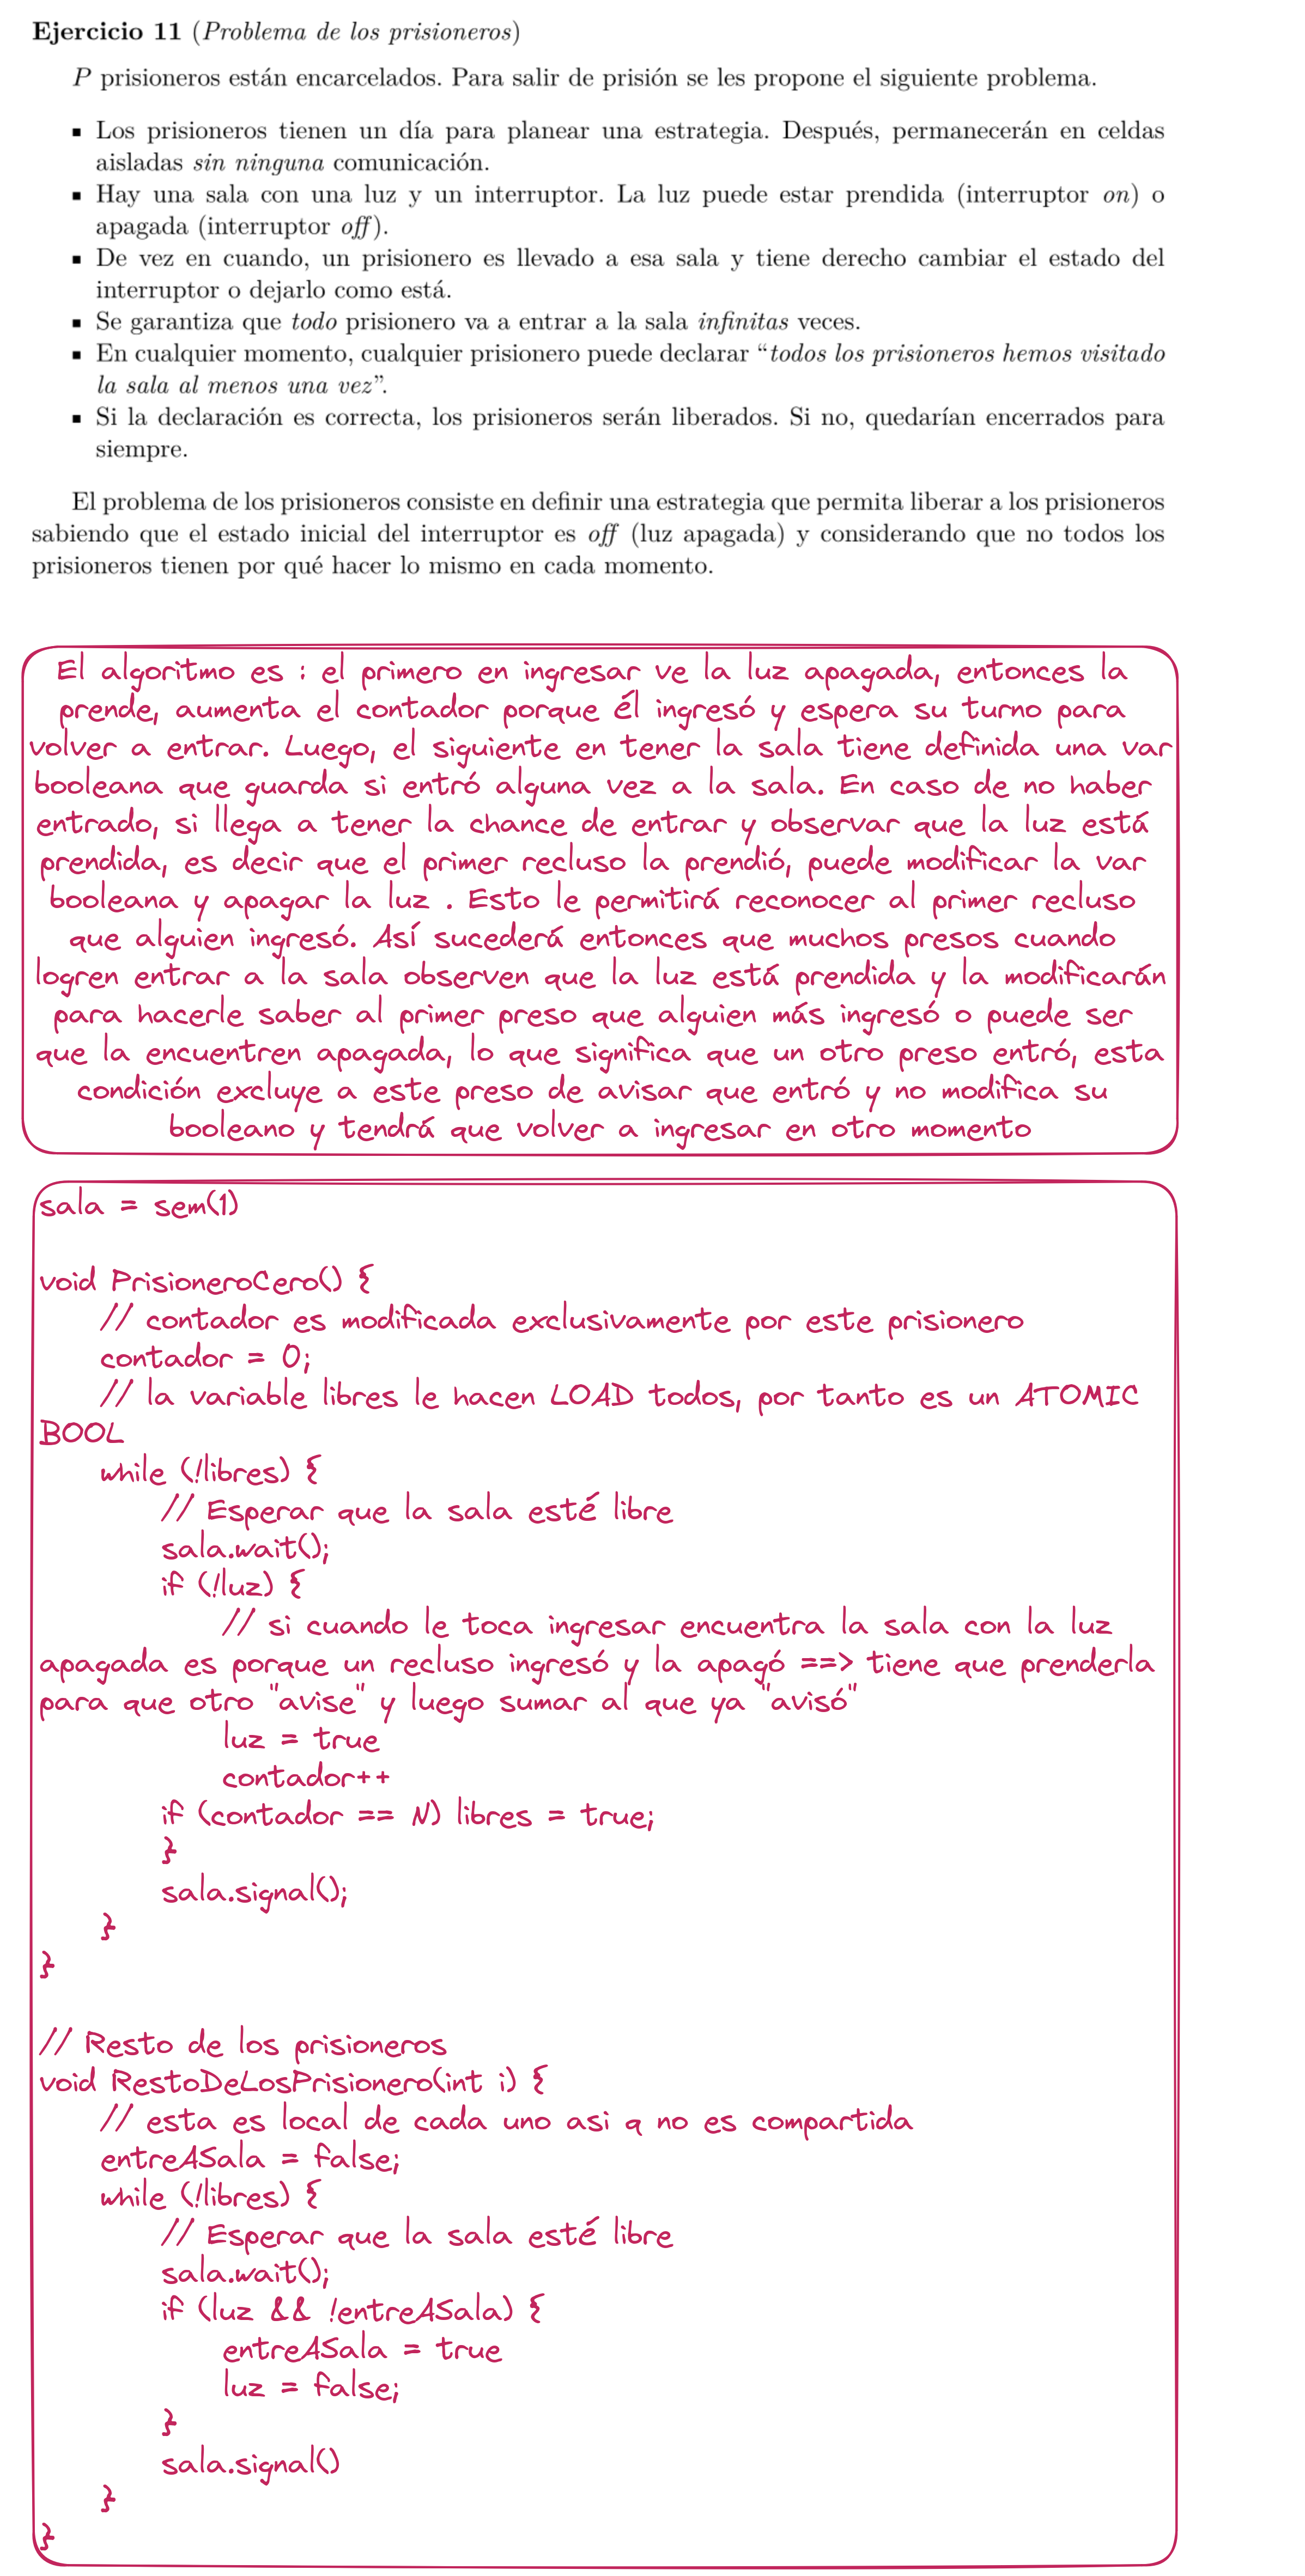 Ejercicio 11 (Problema de los prisioneros)
P prisioneros están encarcelados. Para salir de prisión se les propone el siguiente problema.
▪ Los prisioneros tienen un día para planear una estrategia. Después, permanecerán en celdas
aisladas sin ninguna comunicación.
▪ Hay una sala con una luz y un interruptor. La luz puede estar prendida (interruptor on) o
apagada (interruptor off).
▪ De vez en cuando, un prisionero es llevado a esa sala y tiene derecho cambiar el estado del
interruptor o dejarlo como está.
▪ Se garantiza que todo prisionero va a entrar a la sala infinitas veces.
▪ En cualquier momento, cualquier prisionero puede declarar “todos los prisioneros hemos visitado
la sala al menos una vez”.
▪ Si la declaración es correcta, los prisioneros serán liberados. Si no, quedarían encerrados para
siempre.
El problema de los prisioneros consiste en definir una estrategia que permita liberar a los prisioneros
sabiendo que el estado inicial del interruptor es off (luz apagada) y considerando que no todos los
prisioneros tienen por qué hacer lo mismo en cada momento.
El algoritmo es : el primero en ingresar ve la luz apagada, entonces la
prende, aumenta el contador porque él ingresó y espera su turno para
volver a entrar. Luego, el siguiente en tener la sala tiene definida una var
booleana que guarda si entró alguna vez a la sala. En caso de no haber
entrado, si llega a tener la chance de entrar y observar que la luz está
prendida, es decir que el primer recluso la prendió, puede modificar la var
booleana y apagar la luz . Esto le permitirá reconocer al primer recluso
que alguien ingresó. Así sucederá entonces que muchos presos cuando
logren entrar a la sala observen que la luz está prendida y la modificarán
para hacerle saber al primer preso que alguien más ingresó o puede ser
que la encuentren apagada, lo que significa que un otro preso entró, esta
condición excluye a este preso de avisar que entró y no modifica su
booleano y tendrá que volver a ingresar en otro momento
sala = sem(1)
void PrisioneroCero() {
// contador es modificada exclusivamente por este prisionero
contador = 0;
// la variable libres le hacen LOAD todos, por tanto es un ATOMIC
BOOL
while (!libres) {
// Esperar que la sala esté libre
sala.wait();
if (!luz) {
// si cuando le toca ingresar encuentra la sala con la luz
apagada es porque un recluso ingresó y la apagó ==> tiene que prenderla
para que otro "avise" y luego sumar al que ya "avisó"
luz = true
contador++
if (contador == N) libres = true;
}
sala.signal();
}
}
// Resto de los prisioneros
void RestoDeLosPrisionero(int i) {
// esta es local de cada uno asi q no es compartida
entreASala = false;
while (!libres) {
// Esperar que la sala esté libre
sala.wait();
if (luz && !entreASala) {
entreASala = true
luz = false;
}
sala.signal()
}
}